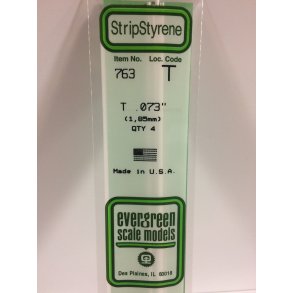 StripStyrene
Item No. Loc. Code
763 T
T .073"
(1,85mm)
QTY 4
Made in U.S.A.
evergreen
scale models
Des Plaines, IL 60018